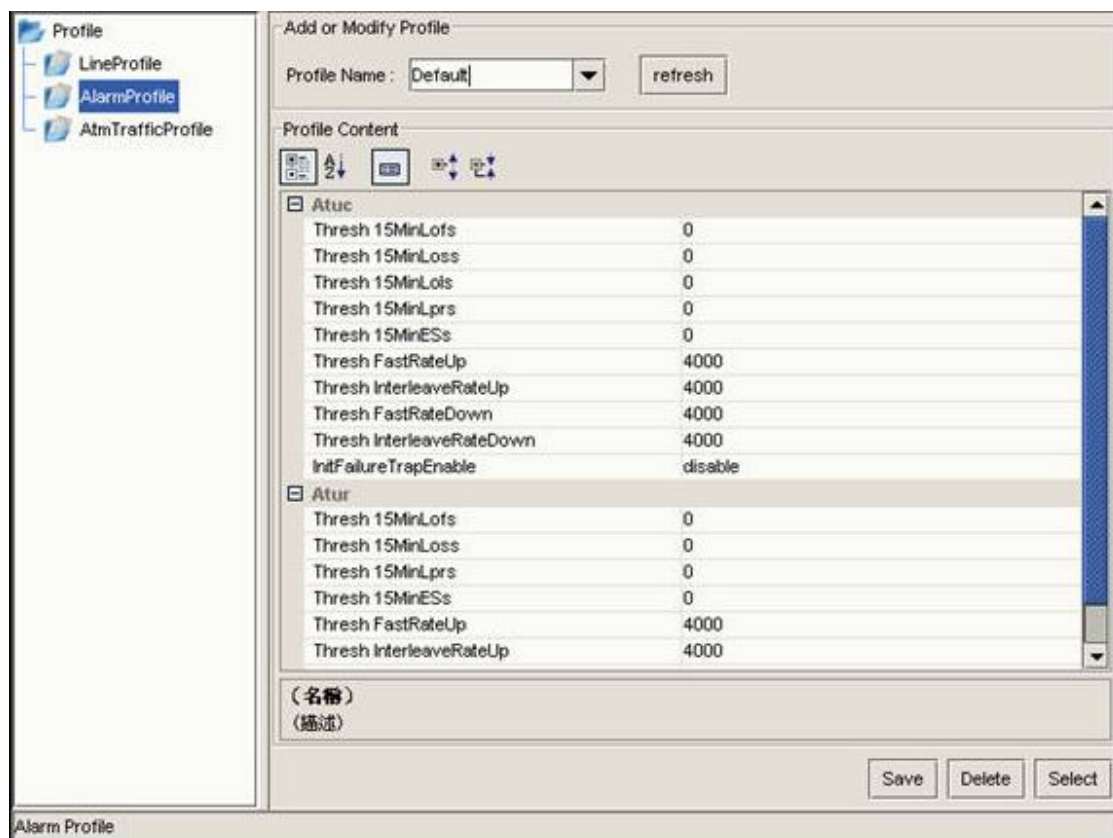 Profile
LineProfile
AlarmProfile
AtmTrafficProfile
Add or Modify Profile
Profile Name : Default refresh
Profile Content
Atuc
Thresh 15MinLofs 0
Thresh 15MinLoss 0
Thresh 15MinLols 0
Thresh 15MinLprs 0
Thresh 15MinESs 0
Thresh FastRateUp 4000
Thresh InterleaveRateUp 4000
Thresh FastRateDown 4000
Thresh InterleaveRateDown 4000
InitFailureTrapEnable disable
Atur
Thresh 15MinLofs 0
Thresh 15MinLoss 0
Thresh 15MinLprs 0
Thresh 15MinESs 0
Thresh FastRateUp 4000
Thresh InterleaveRateUp 4000
(名稱)
(描述)
Save Delete Select
Alarm Profile